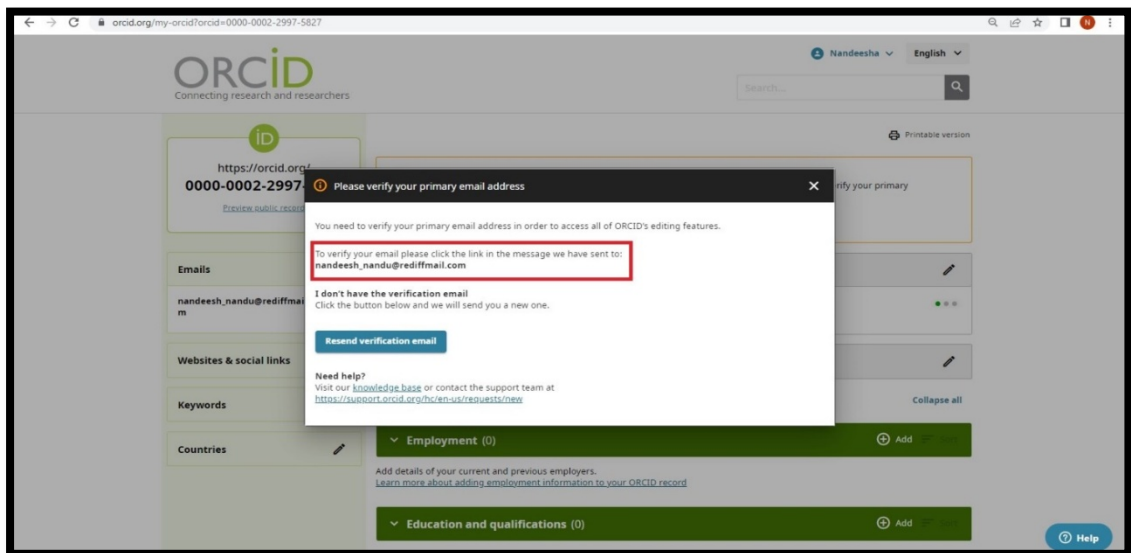 orcid.org/my-orcid?orcid=0000-0002-2997-5827
N
ORCID
Connecting research and researchers
Nandeesha
English
Search...
iD
https://orcid.org/
0000-0002-2997-
Preview public record
Printable version
rify your primary
Please verify your primary email address
You need to verify your primary email address in order to access all of ORCID's editing features.
To verify your email please click the link in the message we have sent to:
nandeesh_nandu@rediffmail.com
I don't have the verification email
Click the button below and we will send you a new one.
Resend verification email
Need help?
Visit our knowledge base or contact the support team at
https://support.orcid.org/hc/en-us/requests/new
Emails
nandeesh_nandu@rediffmai
m
Websites & social links
Keywords
Countries
Collapse all
Employment (0)
Add
Add details of your current and previous employers.
Learn more about adding employment information to your ORCID record
Education and qualifications (0)
Add
Help